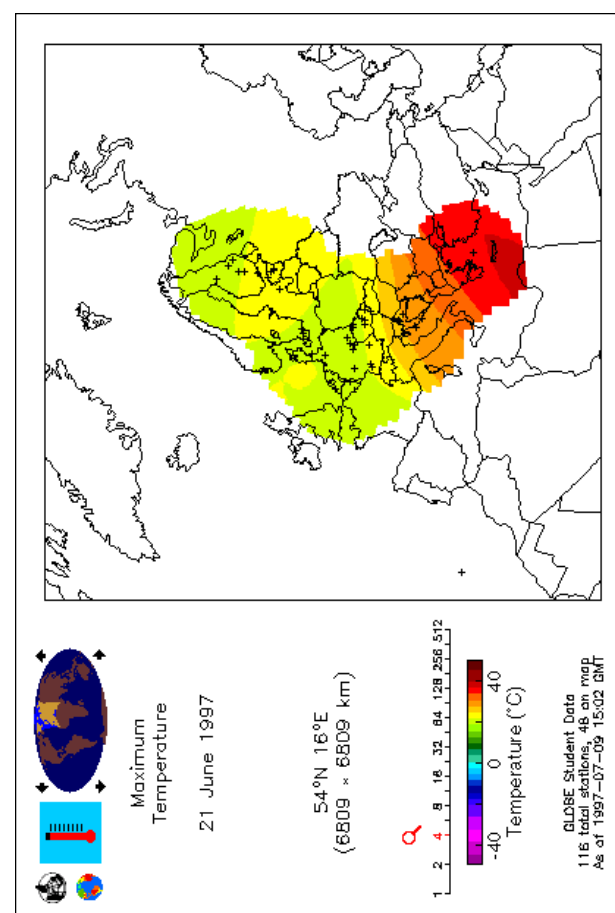 Maximum
Temperature
21 June 1997
54°N 16°E
(6809 × 6809 km)
1 2 4 8 16 32 64 128 256 512
-40 0 40
Temperature (°C)
GLOBE Student Data
116 total stations, 48 on map
As of 1997-07-09 15:02 GMT